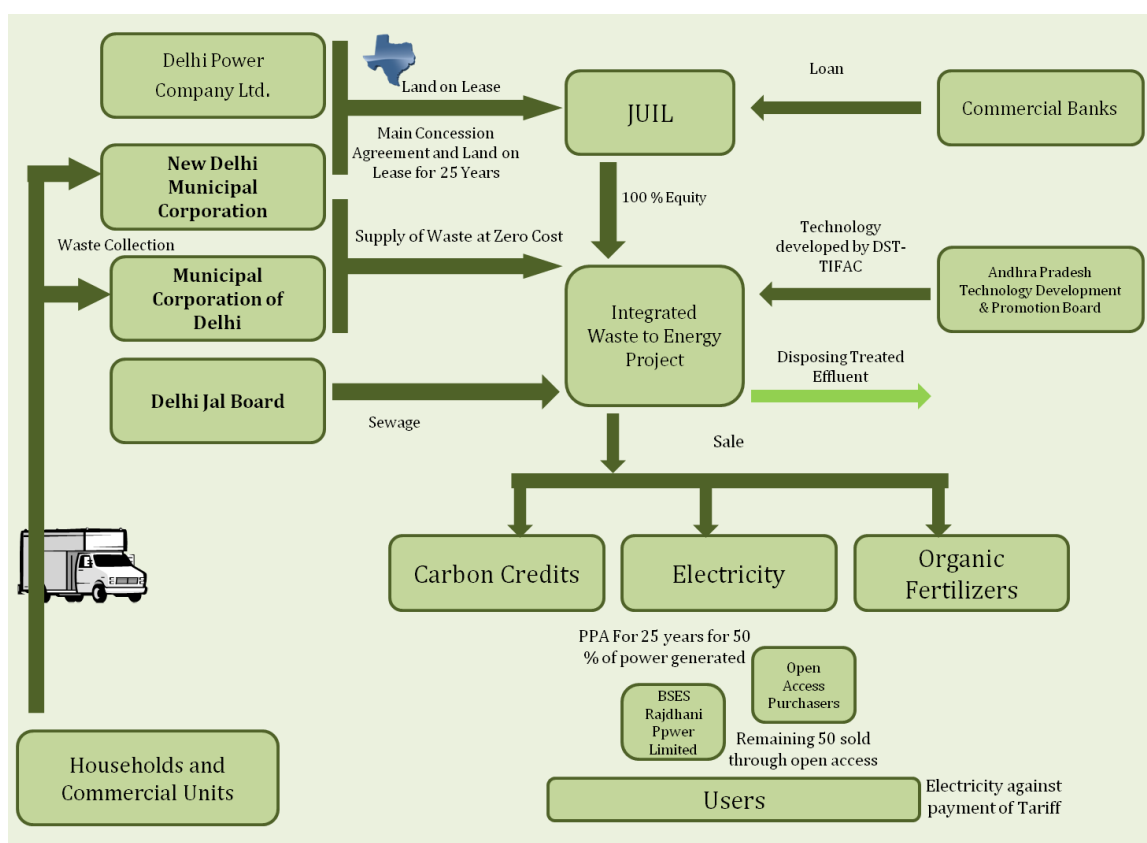 Delhi Power
Company Ltd.
Land on Lease
JUIL
Loan
Commercial Banks
Main Concession
Agreement and Land on
Lease for 25 Years
New Delhi
Municipal
Corporation
100 % Equity
Waste Collection
Supply of Waste at Zero Cost
Technology
developed by DST-
TIFAC
Municipal
Corporation of
Delhi
Integrated
Waste to Energy
Project
Andhra Pradesh
Technology Development
& Promotion Board
Disposing Treated
Effluent
Delhi Jal Board
Sewage
Sale
Carbon Credits
Electricity
Organic
Fertilizers
PPA For 25 years for 50
% of power generated
Open
Access
Purchasers
BSES
Rajdhani
Ppwer
Limited
Remaining 50 sold
through open access
Households and
Commercial Units
Users
Electricity against
payment of Tariff